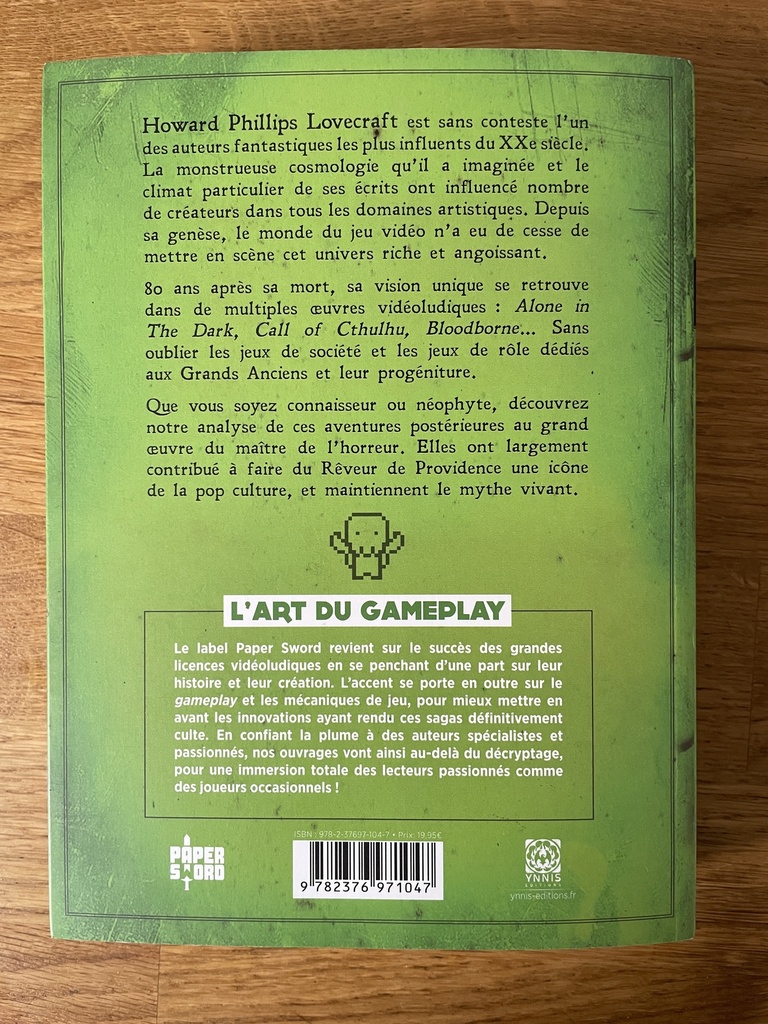 Howard Phillips Lovecraft est sans conteste l'un
des auteurs fantastiques les plus influents du XXe siècle.
La monstrueuse cosmologie qu'il a imaginée et le
climat particulier de ses écrits ont influencé nombre
de créateurs dans tous les domaines artistiques. Depuis
sa genèse, le monde du jeu vidéo n'a eu de cesse de
mettre en scène cet univers riche et angoissant.
80 ans après sa mort, sa vision unique se retrouve
dans de multiples œuvres vidéoludiques : Alone in
The Dark, Call of Cthulhu, Bloodborne... Sans
oublier les jeux de société et les jeux de rôle dédiés
aux Grands Anciens et leur progéniture.
Que vous soyez connaisseur ou néophyte, découvrez
notre analyse de ces aventures postérieures au grand
œuvre du maître de l'horreur. Elles ont largement
contribué à faire du Rêveur de Providence une icône
de la pop culture, et maintiennent le mythe vivant.
L'ART DU GAMEPLAY
Le label Paper Sword revient sur le succès des grandes
licences vidéoludiques en se penchant d'une part sur leur
histoire et leur création. L'accent se porte en outre sur le
gameplay et les mécaniques de jeu, pour mieux mettre en
avant les innovations ayant rendu ces sagas définitivement
culte. En confiant la plume à des auteurs spécialistes et
passionnés, nos ouvrages vont ainsi au-delà du décryptage,
pour une immersion totale des lecteurs passionnés comme
des joueurs occasionnels !
PAPER
SWORD
ISBN : 978-2-37697-104-7 • Prix: 19.95€
9 782376 971047
YNNIS
EDITIONS
ynnis-editions.fr